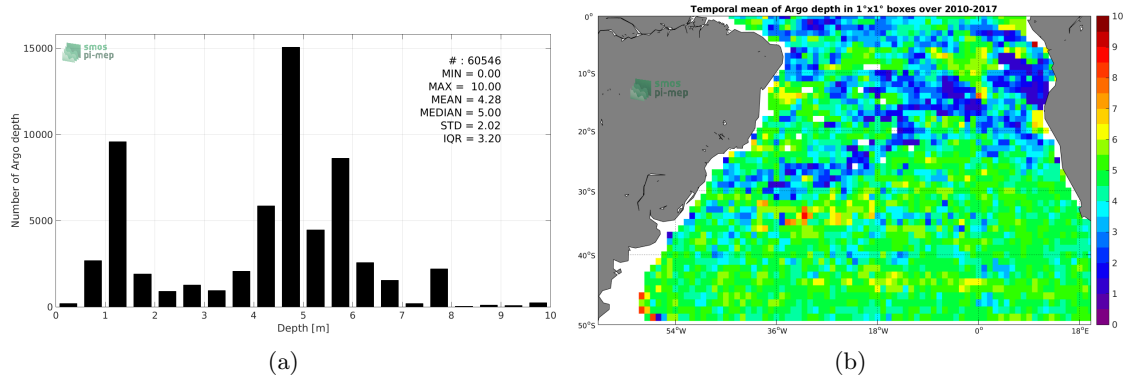 smos
pi-mep
# : 60546
MIN = 0.00
MAX = 10.00
MEAN = 4.28
MEDIAN = 5.00
STD = 2.02
IQR = 3.20
15000
10000
5000
0
Number of Argo depth
0 1 2 3 4 5 6 7 8 9 10
Depth [m]
(a)
Temporal mean of Argo depth in 1°x1° boxes over 2010-2017
smos
pi-mep
0°
10°S
20°S
30°S
40°S
50°S
54°W 36°W 18°W 0° 18°E
10
9
8
7
6
5
4
3
2
1
0
(b)